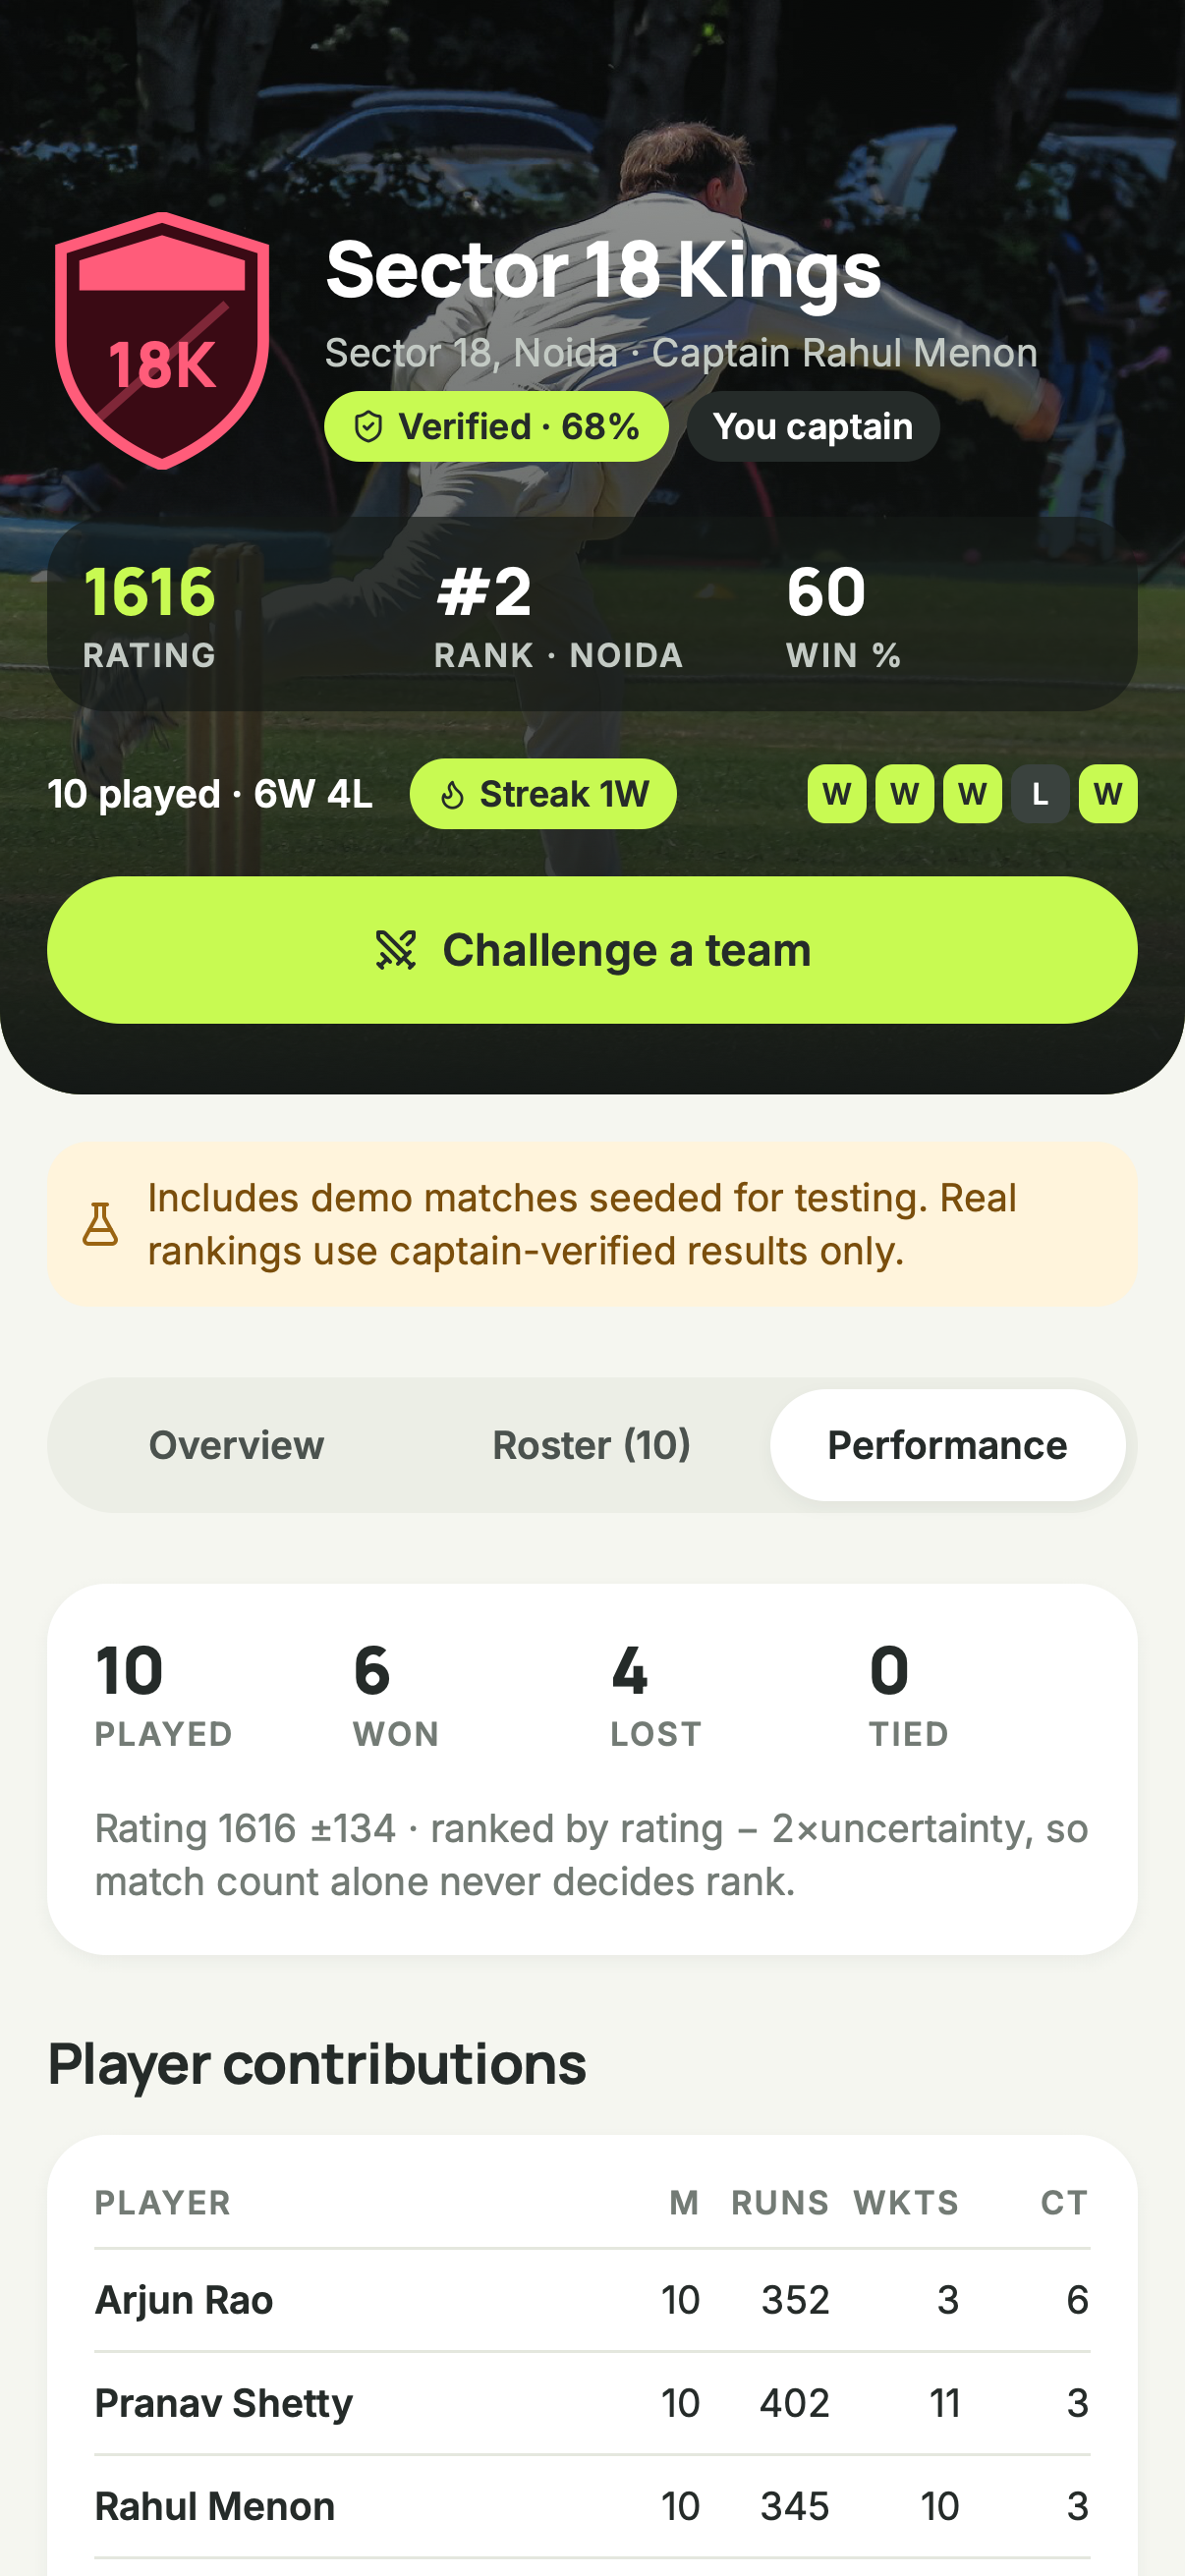 18K
Sector 18 Kings
Sector 18, Noida · Captain Rahul Menon
Verified · 68%
You captain
1616
RATING
#2
RANK · NOIDA
60
WIN %
10 played · 6W 4L
Streak 1W
W W W L W
Challenge a team
Includes demo matches seeded for testing. Real
rankings use captain-verified results only.
Overview
Roster (10)
Performance
10
PLAYED
6
WON
4
LOST
0
TIED
Rating 1616 ±134 · ranked by rating − 2×uncertainty, so
match count alone never decides rank.
Player contributions
PLAYER M RUNS WKTS CT
Arjun Rao 10 352 3 6
Pranav Shetty 10 402 11 3
Rahul Menon 10 345 10 3